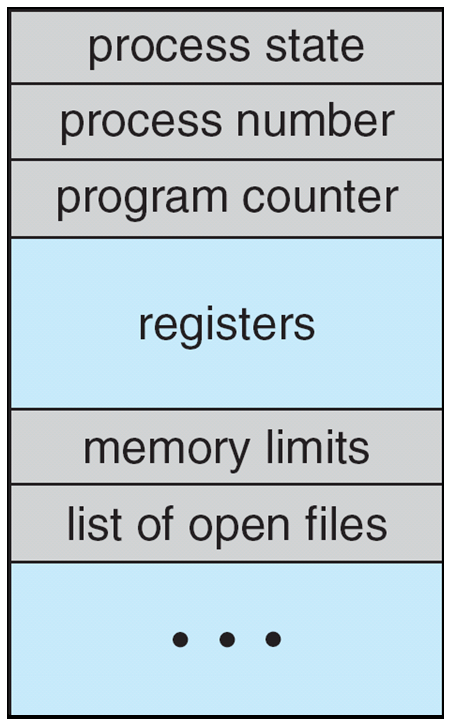 process state
process number
program counter
registers
memory limits
list of open files
• • •